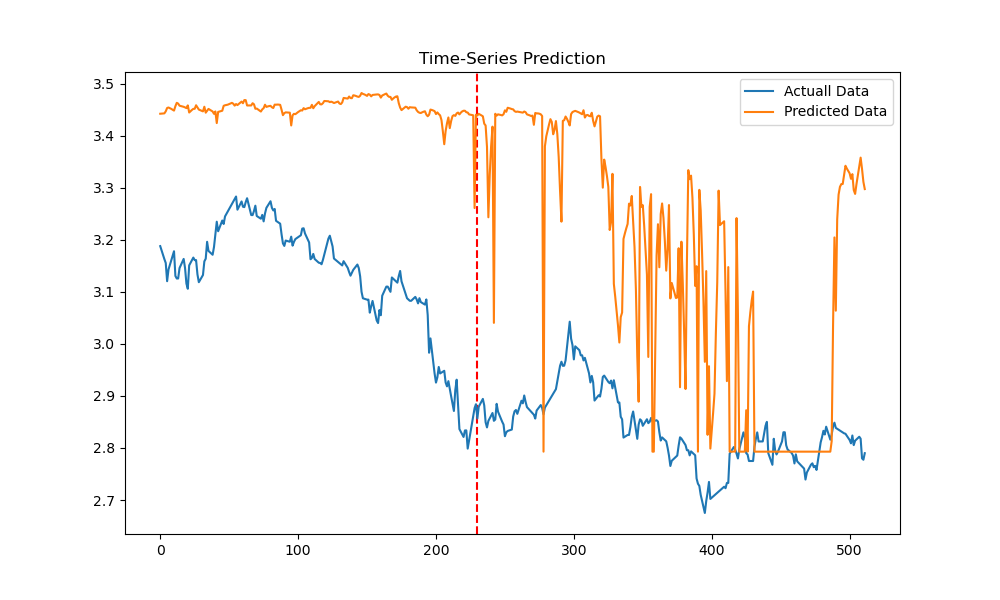 Time-Series Prediction
Actuall Data
Predicted Data
3.5
3.4
3.3
3.2
3.1
3.0
2.9
2.8
2.7
0 100 200 300 400 500